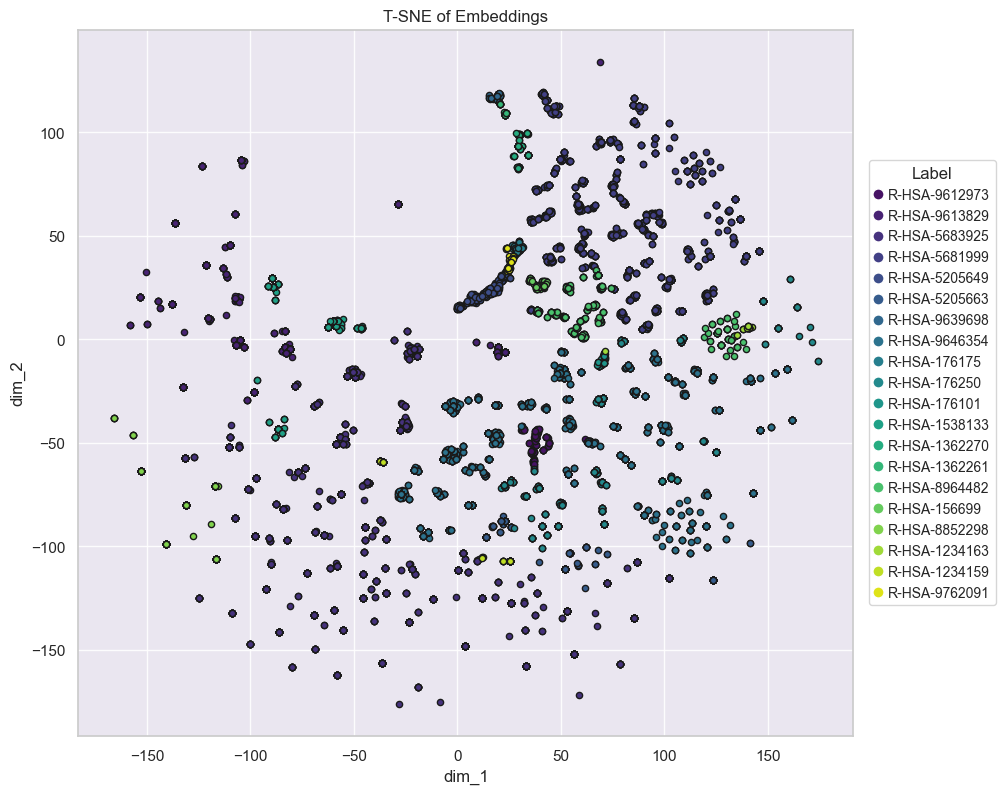 T-SNE of Embeddings
dim_2
100
50
0
−50
−100
−150
−150
−100
−50
0
50
100
150
dim_1
Label
R-HSA-9612973
R-HSA-9613829
R-HSA-5683925
R-HSA-5681999
R-HSA-5205649
R-HSA-5205663
R-HSA-9639698
R-HSA-9646354
R-HSA-176175
R-HSA-176250
R-HSA-176101
R-HSA-1538133
R-HSA-1362270
R-HSA-1362261
R-HSA-8964482
R-HSA-156699
R-HSA-8852298
R-HSA-1234163
R-HSA-1234159
R-HSA-9762091